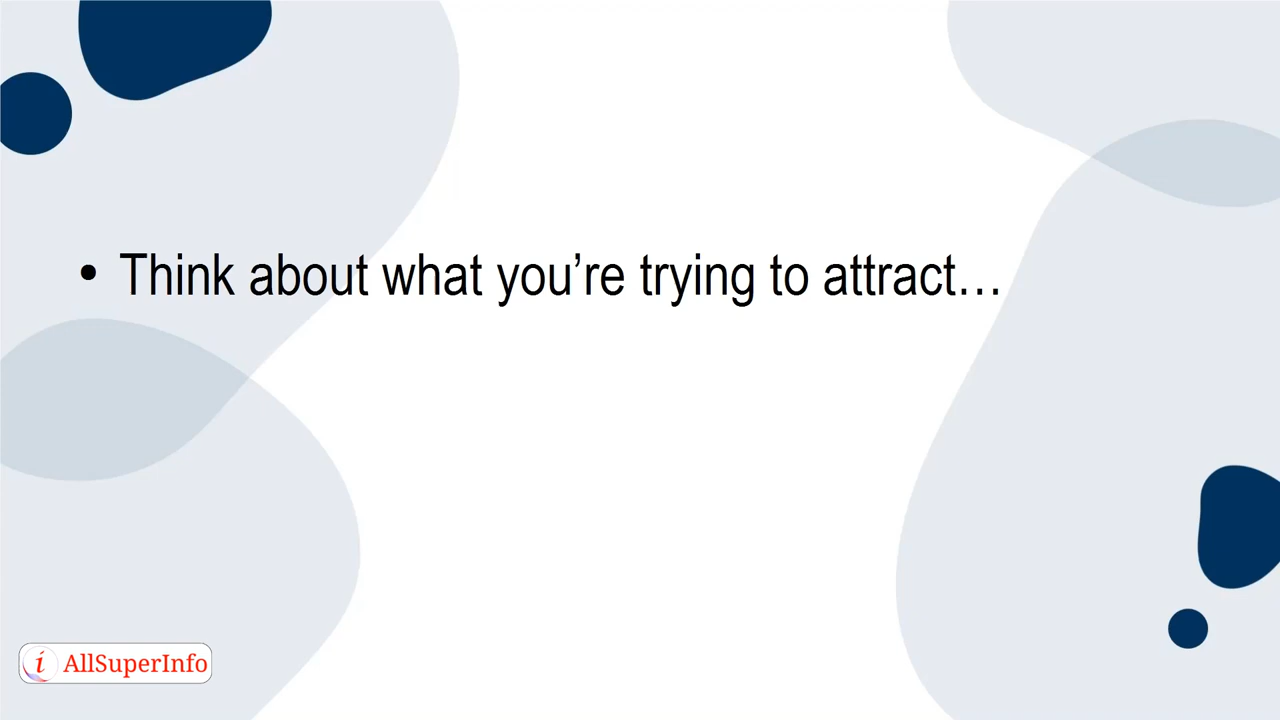 • Think about what you’re trying to attract…
i AllSuperInfo